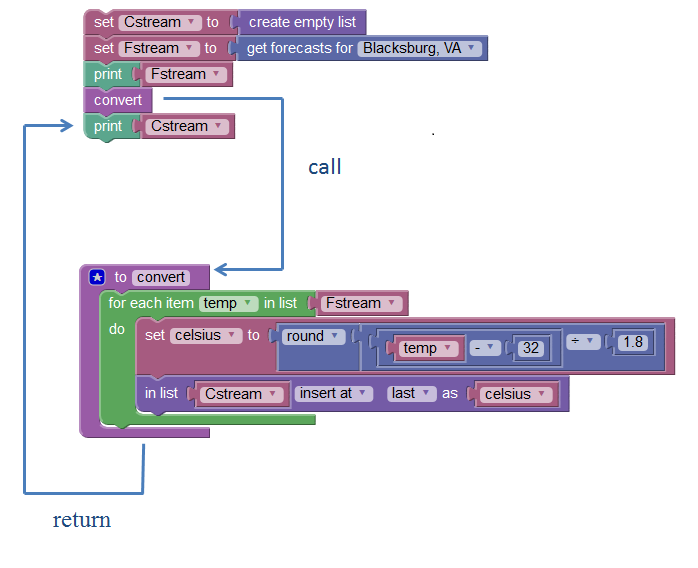 set Cstream ▾ to create empty list
set Fstream ▾ to get forecasts for Blacksburg, VA ▾
print Fstream ▾
convert
print Cstream ▾
.
call
to convert
for each item temp ▾ in list Fstream ▾
do set celsius ▾ to round ▾ temp ▾ - ▾ 32 ÷ ▾ 1.8
in list Cstream ▾ insert at ▾ last ▾ as celsius ▾
return